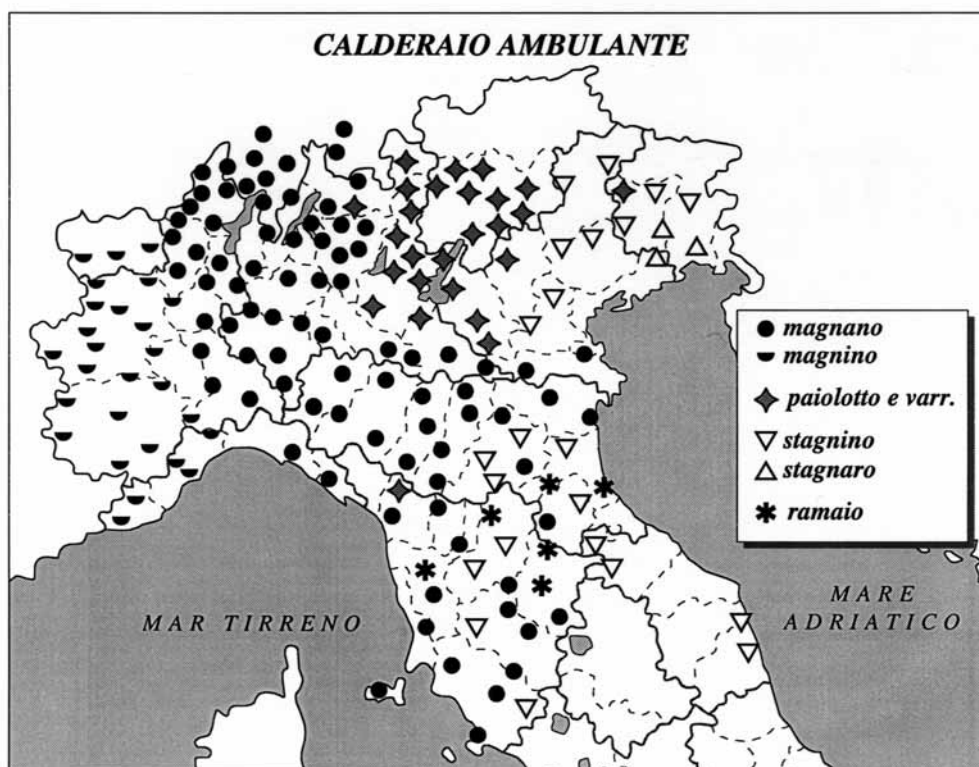 CALDERAIO AMBULANTE
magnano
magnino
paiolotto e varr.
stagnino
stagnaro
ramaio
MAR TIRRENO
MARE
ADRIATICO